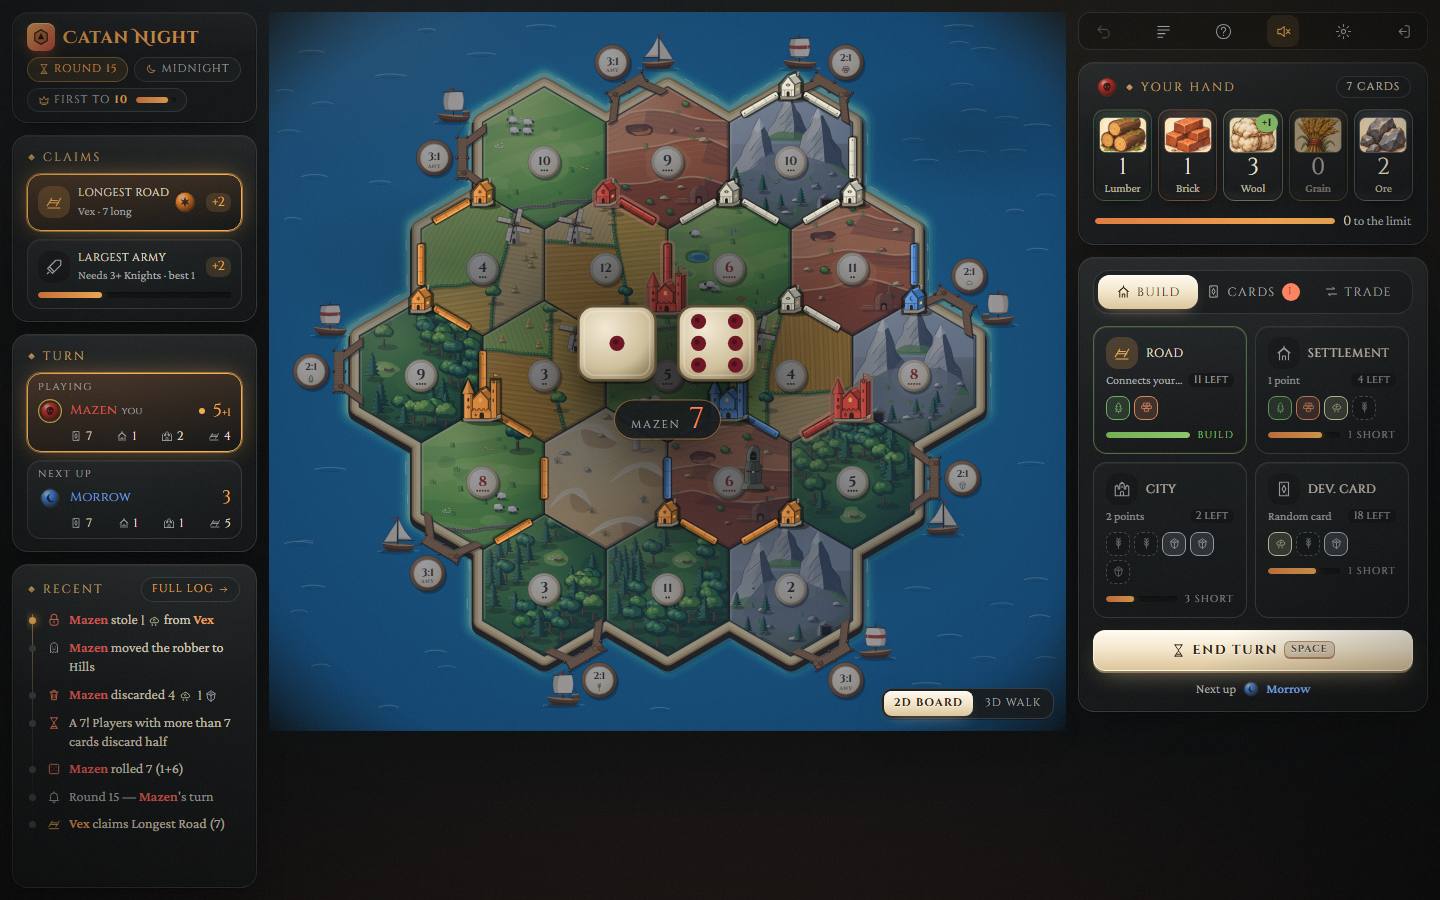 CATAN NIGHT
ROUND 15
MIDNIGHT
FIRST TO 10
CLAIMS
LONGEST ROAD
Vex · 7 long
+2
LARGEST ARMY
Needs 3+ Knights · best 1
+2
TURN
PLAYING
MAZEN YOU
5+1
7 1 2 4
NEXT UP
MORROW
3
7 1 1 5
RECENT
FULL LOG →
Mazen stole 1 from Vex
Mazen moved the robber to
Hills
Mazen discarded 4 1
A 7! Players with more than 7
cards discard half
Mazen rolled 7 (1+6)
Round 15 — Mazen's turn
Vex claims Longest Road (7)
3:1
ANY
2:1
3:1
ANY
10
9
10
4
12
6
11
2:1
2:1
9
3
5
4
8
MAZEN 7
8
6
5
2:1
3:1
ANY
3
11
2
2:1
3:1
ANY
2D BOARD
3D WALK
YOUR HAND
7 CARDS
+1
1
1
3
0
2
Lumber
Brick
Wool
Grain
Ore
0 to the limit
BUILD
CARDS 1
TRADE
ROAD
Connects your...
11 LEFT
BUILD
SETTLEMENT
1 point
4 LEFT
1 SHORT
CITY
2 points
2 LEFT
3 SHORT
DEV. CARD
Random card
18 LEFT
1 SHORT
END TURN SPACE
Next up Morrow